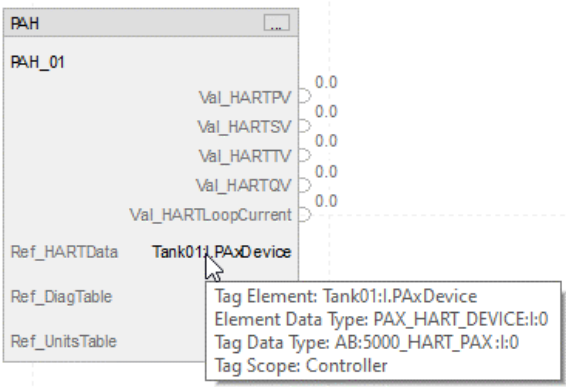 PAH ...
PAH_01
0.0
Val_HARTPV
0.0
Val_HARTSV
0.0
Val_HARTTV
0.0
Val_HARTQV
0.0
Val_HARTLoopCurrent
Ref_HARTData Tank01:I.PAxDevice
Ref_DiagTable
Ref_UnitsTable
Tag Element: Tank01:I.PAxDevice
Element Data Type: PAX_HART_DEVICE:I:0
Tag Data Type: AB:5000_HART_PAX:I:0
Tag Scope: Controller